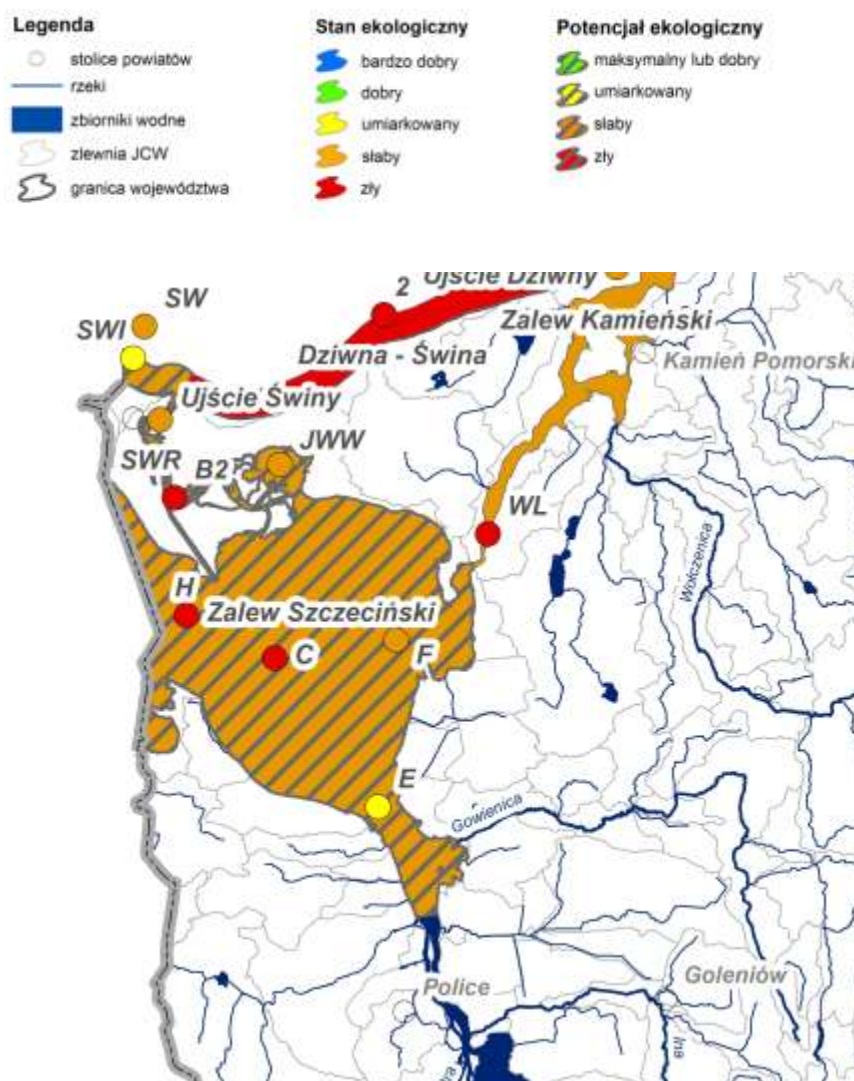 Legenda
stolice powiatów
rzeki
zbiorniki wodne
zlewnia JCW
granica województwa
Stan ekologiczny
bardzo dobry
dobry
umiarkowany
słaby
zły
Potencjał ekologiczny
maksymalny lub dobry
umiarkowany
słaby
zły
SW
2
Ujście Dziwny
SWI
Zalew Kamieński
Dziwna - Świna
Kamień Pomorski
Ujście Świny
JWW
SWR
B2
WL
Wołczenica
H
Zalew Szczeciński
C
F
E
Gowienica
Police
Goleniów
Ina